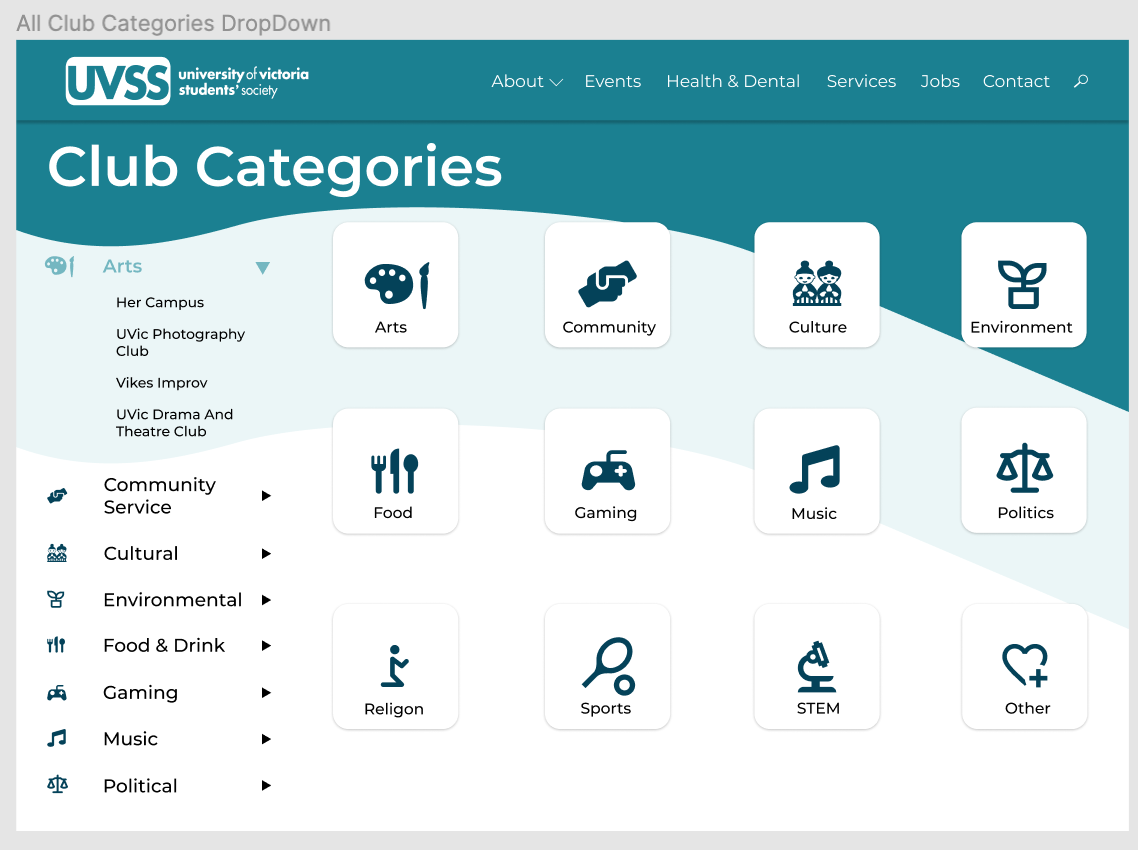 All Club Categories DropDown
UVSS
university of victoria
students' society
About
Events
Health & Dental
Services
Jobs
Contact
Club Categories
Arts
Her Campus
UVic Photography
Club
Vikes Improv
UVic Drama And
Theatre Club
Community
Service
Cultural
Environmental
Food & Drink
Gaming
Music
Political
Arts
Community
Culture
Environment
Food
Gaming
Music
Politics
Religon
Sports
STEM
Other